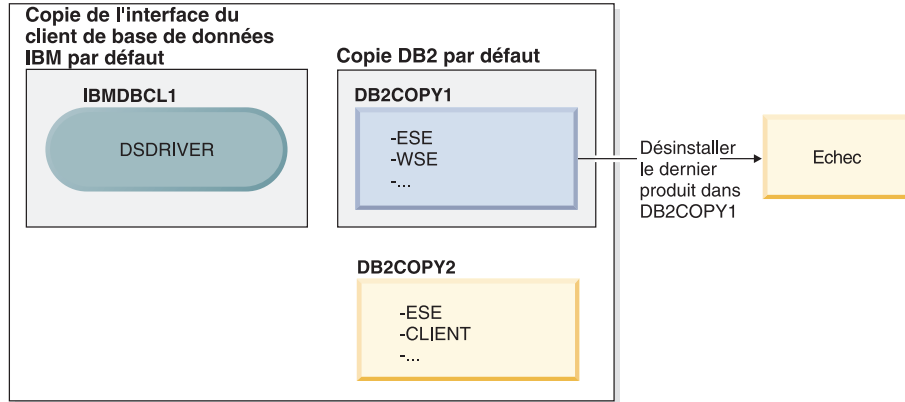 Copie de l'interface du
client de base de données
IBM par défaut
IBMDBCL1
DSDRIVER
Copie DB2 par défaut
DB2COPY1
-ESE
-WSE
-...
Désinstaller
le dernier
produit dans
DB2COPY1
Echec
DB2COPY2
-ESE
-CLIENT
-...